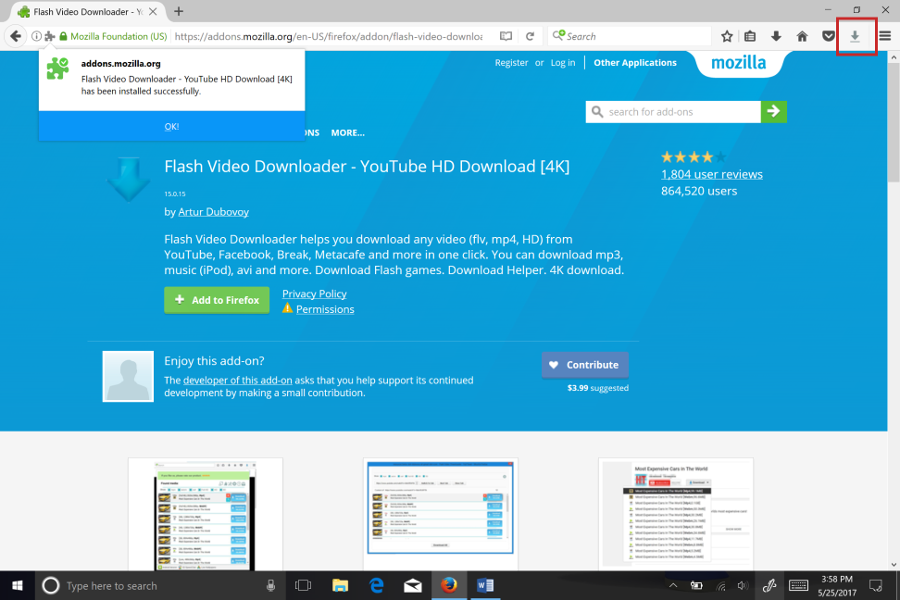 Flash Video Downloader - Y
Mozilla Foundation (US)
https://addons.mozilla.org/en-US/firefox/addon/flash-video-downloa
Search
addons.mozilla.org
Flash Video Downloader - YouTube HD Download [4K]
has been installed successfully.
OK!
Register or Log in
Other Applications
mozilla
ONS MORE...
search for add-ons
Flash Video Downloader - YouTube HD Download [4K]
15.0.15
by Artur Dubovoy
1,804 user reviews
864,520 users
Flash Video Downloader helps you download any video (flv, mp4, HD) from
YouTube, Facebook, Break, Metacafe and more in one click. You can download mp3,
music (iPod), avi and more. Download Flash games. Download Helper. 4K download.
Add to Firefox
Privacy Policy
Permissions
Enjoy this add-on?
The developer of this add-on asks that you help support its continued
development by making a small contribution.
Contribute
$3.99 suggested
Most Expensive Cars In The World
Type here to search
3:58 PM
5/25/2017